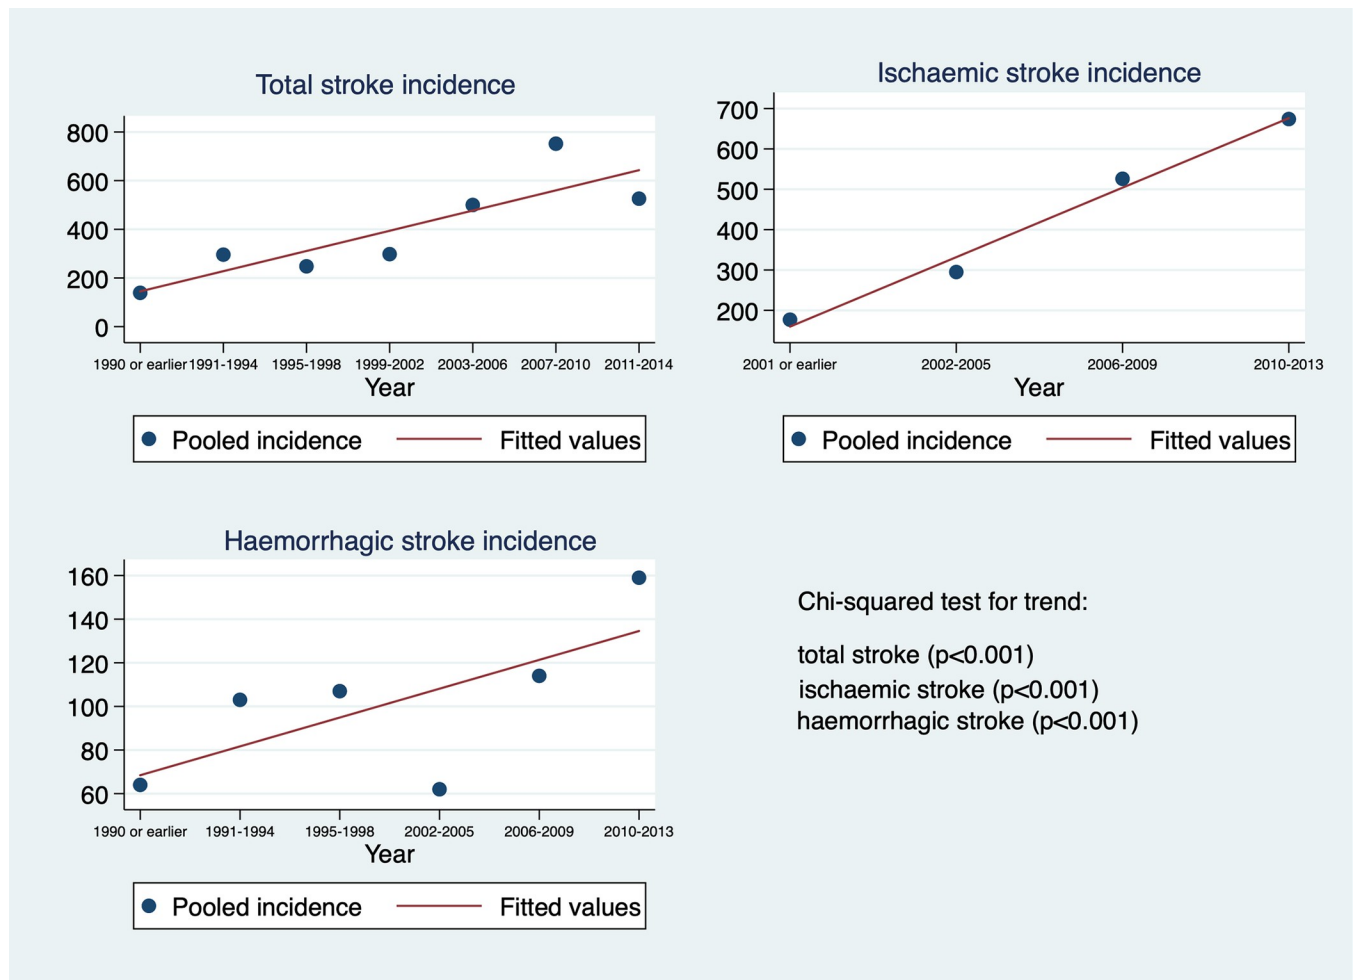 Total stroke incidence
800
600
400
200
0
1990 or earlier 1991-1994 1995-1998 1999-2002 2003-2006 2007-2010 2011-2014
Year
Pooled incidence Fitted values
Ischaemic stroke incidence
700
600
500
400
300
200
2001 or earlier 2002-2005 2006-2009 2010-2013
Year
Pooled incidence Fitted values
Haemorrhagic stroke incidence
160
140
120
100
80
60
1990 or earlier 1991-1994 1995-1998 2002-2005 2006-2009 2010-2013
Year
Pooled incidence Fitted values
Chi-squared test for trend:
total stroke (p<0.001)
ischaemic stroke (p<0.001)
haemorrhagic stroke (p<0.001)